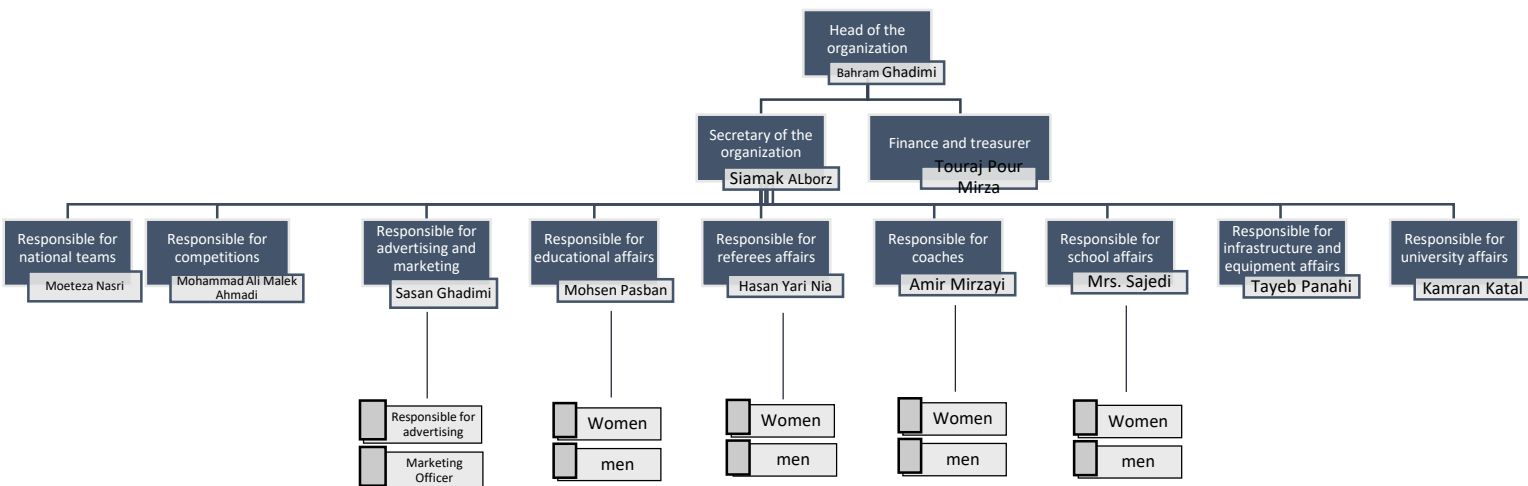 Head of the
organization
Bahram Ghadimi
Secretary of the
organization
Siamak ALborz
Finance and treasurer
Touraj Pour
Mirza
Responsible for
national teams
Moeteza Nasri
Responsible for
competitions
Mohammad Ali Malek
Ahmadi
Responsible for
advertising and
marketing
Sasan Ghadimi
Responsible for
educational affairs
Mohsen Pasban
Responsible for
referees affairs
Hasan Yari Nia
Responsible for
coaches
Amir Mirzayi
Responsible for
school affairs
Mrs. Sajedi
Responsible for
infrastructure and
equipment affairs
Tayeb Panahi
Responsible for
university affairs
Kamran Katal
Responsible for
advertising
Marketing
Officer
Women
men
Women
men
Women
men
Women
men